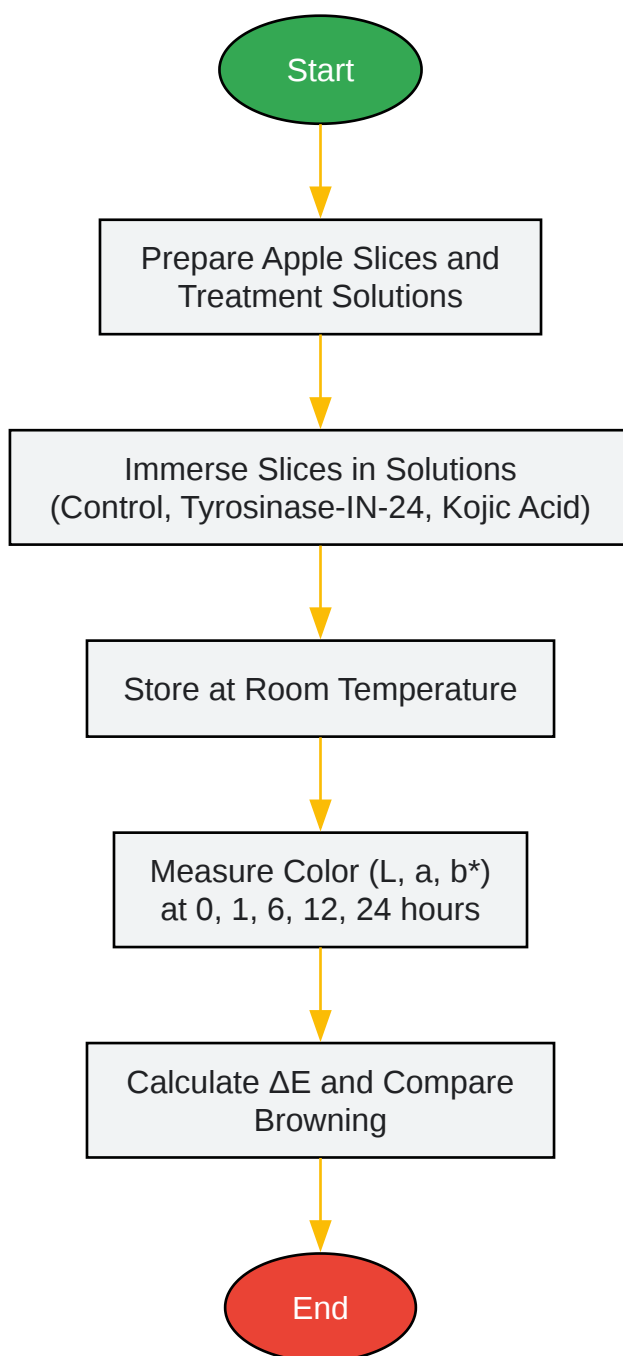 Start
Prepare Apple Slices and
Treatment Solutions
Immerse Slices in Solutions
(Control, Tyrosinase-IN-24, Kojic Acid)
Store at Room Temperature
Measure Color (L, a, b*)
at 0, 1, 6, 12, 24 hours
Calculate ΔE and Compare
Browning
End